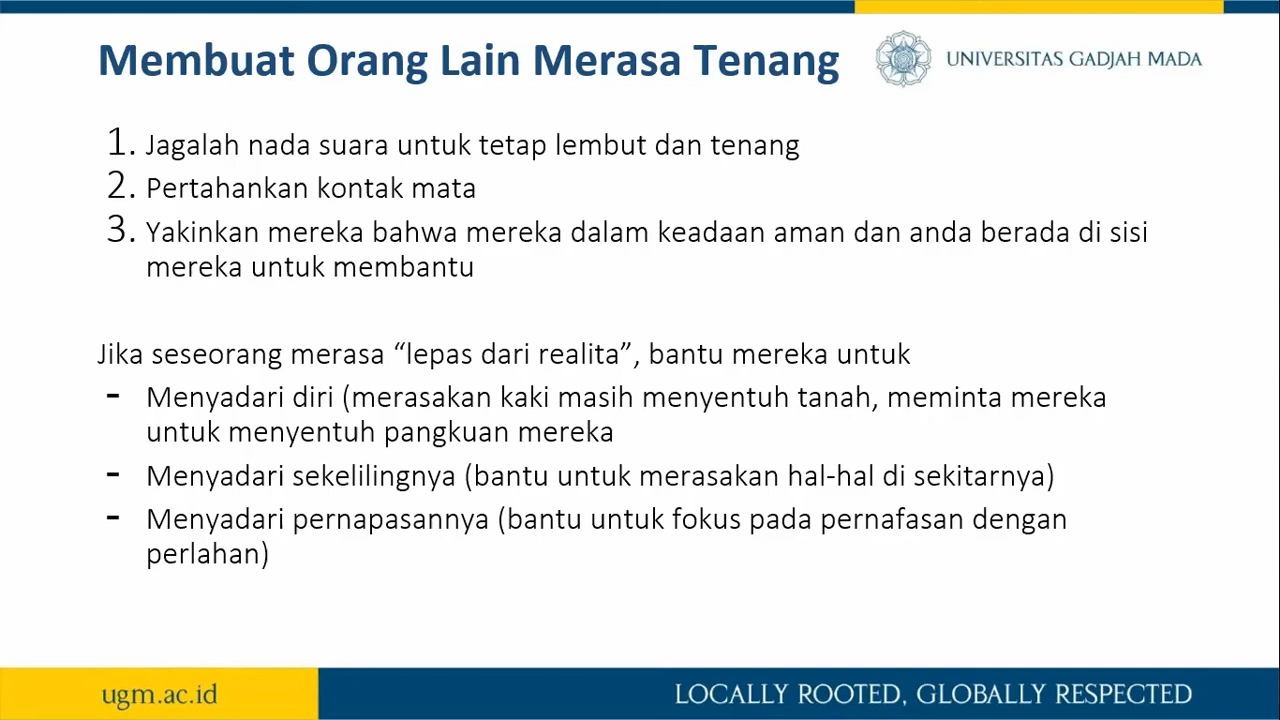 Membuat Orang Lain Merasa Tenang
UNIVERSITAS GADJAH MADA
1. Jagalah nada suara untuk tetap lembut dan tenang
2. Pertahankan kontak mata
3. Yakinkan mereka bahwa mereka dalam keadaan aman dan anda berada di sisi
mereka untuk membantu
Jika seseorang merasa “lepas dari realita”, bantu mereka untuk
- Menyadari diri (merasakan kaki masih menyentuh tanah, meminta mereka
untuk menyentuh pangkuan mereka
- Menyadari sekelilingnya (bantu untuk merasakan hal-hal di sekitarnya)
- Menyadari pernapasannya (bantu untuk fokus pada pernafasan dengan
perlahan)
ugm.ac.id
LOCALLY ROOTED, GLOBALLY RESPECTED